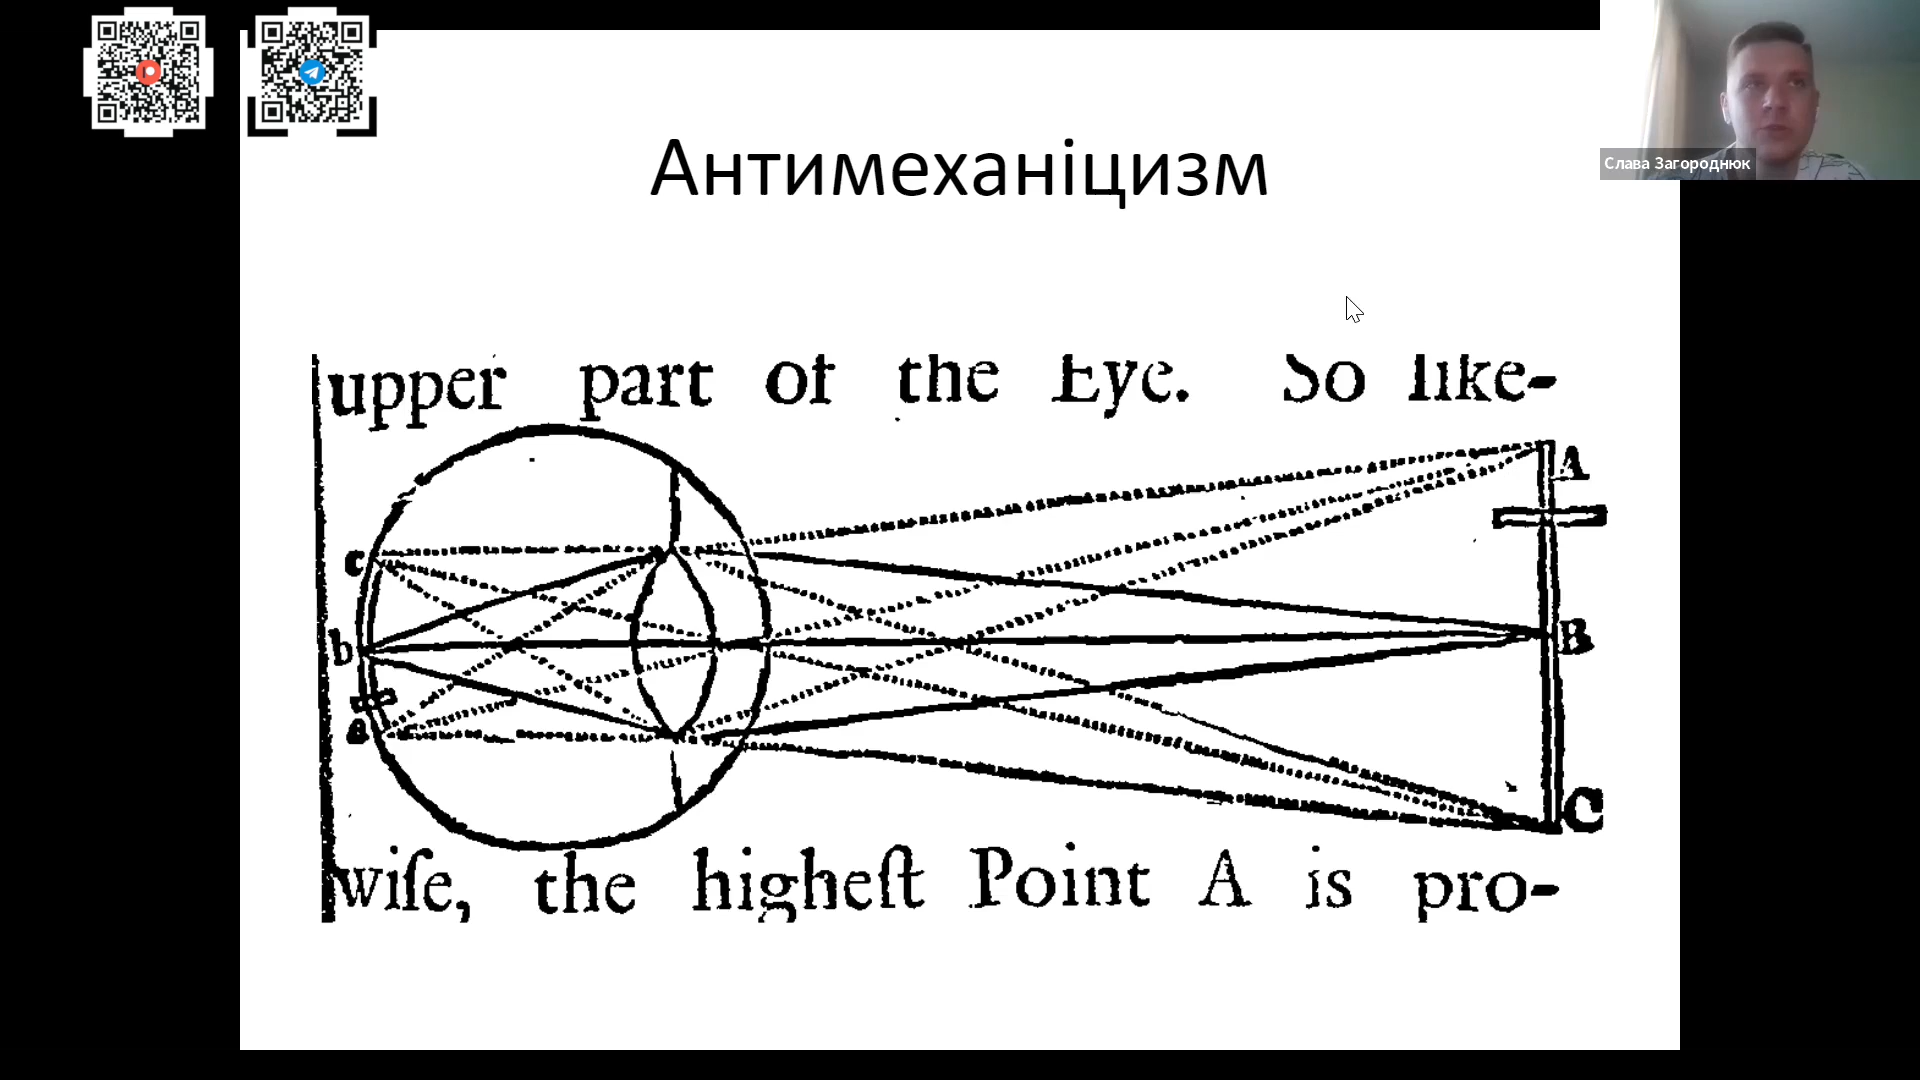 Антимеханіцизм
Слава Загороднюк
upper part of the Eye. So like-
A
c
B
b
a
C
wiſe, the higheſt Point A is pro-